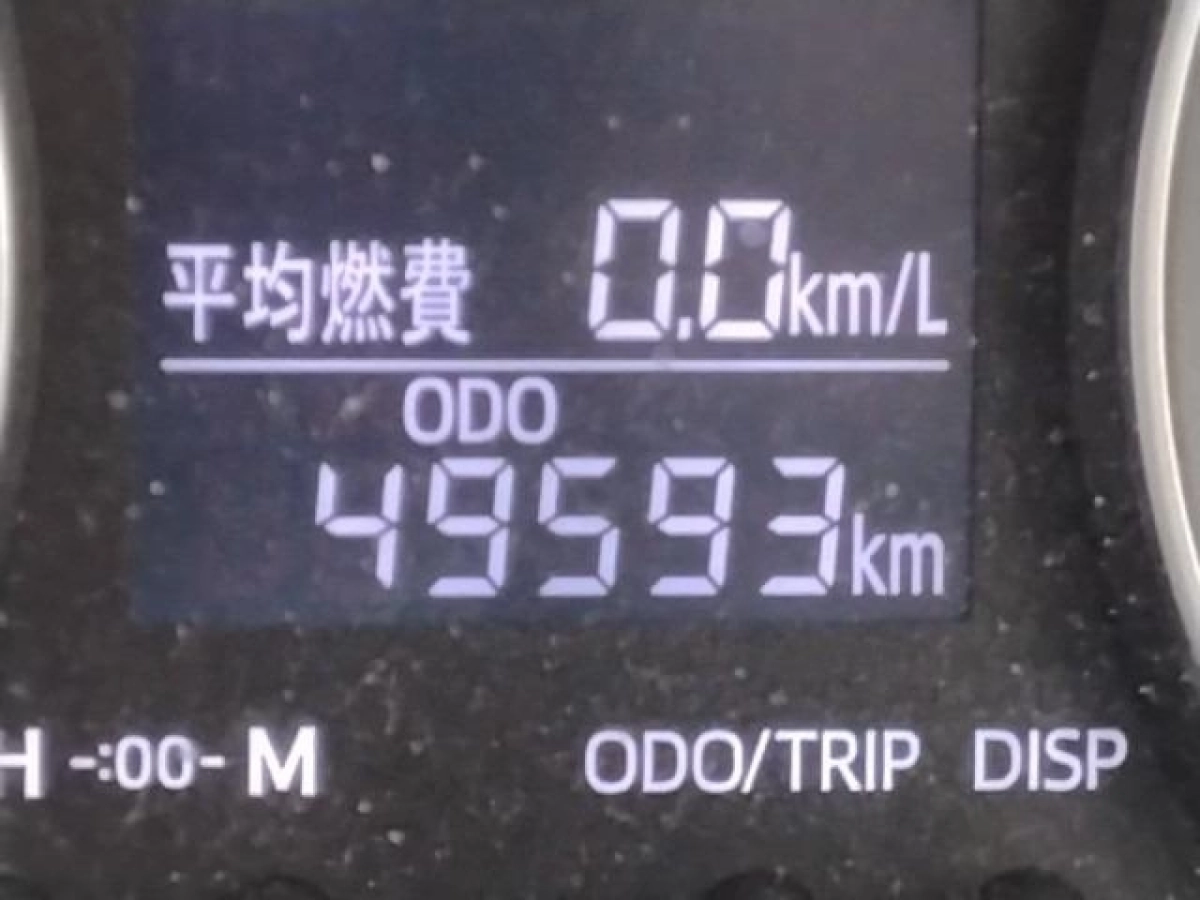 平均燃費 0.0km/L
ODO
49593km
H -:00- M ODO/TRIP DISP